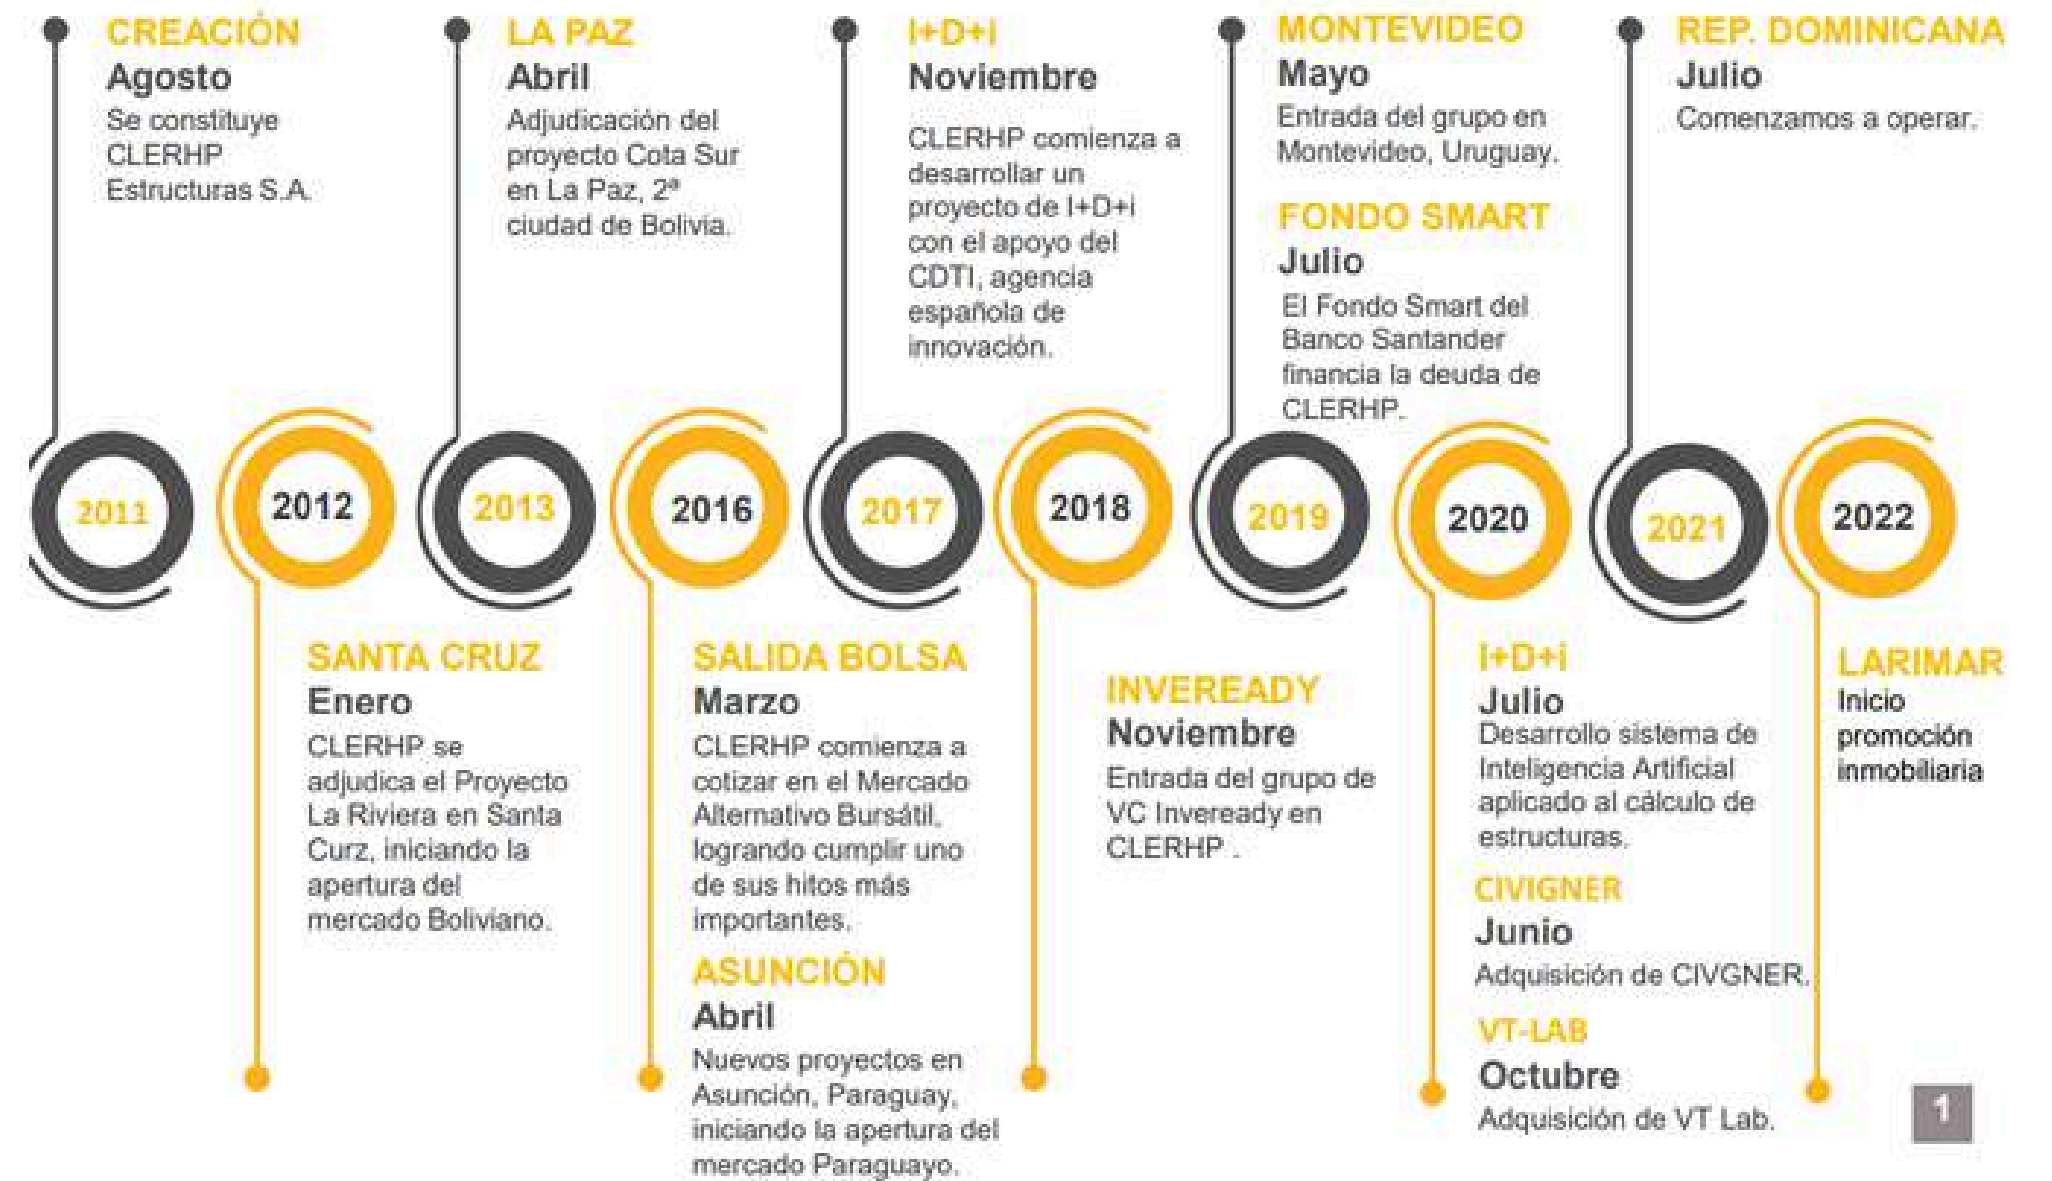 CREACIÓN
Agosto
Se constituye
CLERHP
Estructuras S.A.
LA PAZ
Abril
Adjudicación del
proyecto Cota Sur
en La Paz, 2ª
ciudad de Bolivia.
I+D+I
Noviembre
CLERHP comienza a
desarrollar un
proyecto de I+D+i
con el apoyo del
CDTI, agencia
española de
innovación.
MONTEVIDEO
Mayo
Entrada del grupo en
Montevideo, Uruguay.
FONDO SMART
Julio
El Fondo Smart del
Banco Santander
financia la deuda de
CLERHP.
REP. DOMINICANA
Julio
Comenzamos a operar.
2011
2012
2013
2016
2017
2018
2019
2020
2021
2022
SANTA CRUZ
Enero
CLERHP se
adjudica el Proyecto
La Riviera en Santa
Curz, iniciando la
apertura del
mercado Boliviano.
SALIDA BOLSA
Marzo
CLERHP comienza a
cotizar en el Mercado
Alternativo Bursátil,
logrando cumplir uno
de sus hitos más
importantes.
ASUNCIÓN
Abril
Nuevos proyectos en
Asunción, Paraguay,
iniciando la apertura del
mercado Paraguayo.
INVEREADY
Noviembre
Entrada del grupo de
VC Inveready en
CLERHP .
I+D+i
Julio
Desarrollo sistema de
Inteligencia Artificial
aplicado al cálculo de
estructuras.
CIVIGNER
Junio
Adquisición de CIVGNER.
VT-LAB
Octubre
Adquisición de VT Lab.
LARIMAR
Inicio
promoción
inmobiliaria
1